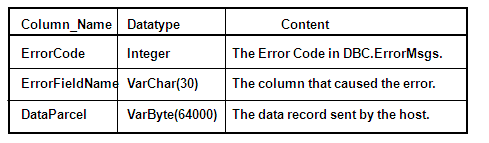 Column_Name Datatype Content
ErrorCode Integer The Error Code in DBC.ErrorMsgs.
ErrorFieldName VarChar(30) The column that caused the error.
DataParcel VarByte(64000) The data record sent by the host.